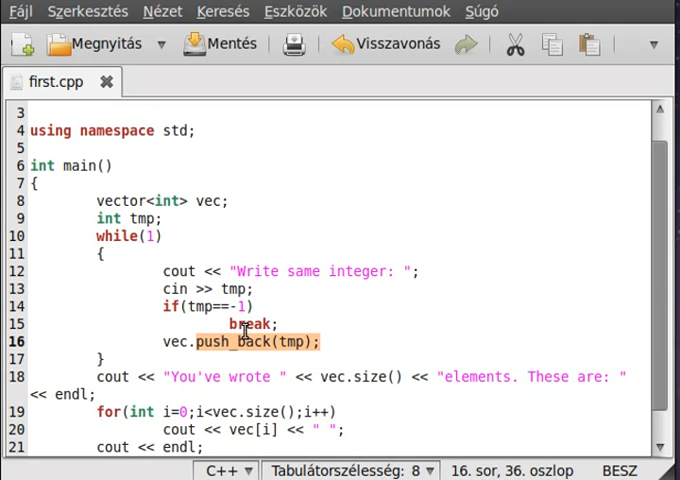 Fájl Szerkesztés Nézet Keresés Eszközök Dokumentumok Súgó
Megnyitás Mentés Visszavonás
first.cpp
3
4 using namespace std;
5
6 int main()
7 {
8 vector<int> vec;
9 int tmp;
10 while(1)
11 {
12 cout << "Write same integer: ";
13 cin >> tmp;
14 if(tmp==-1)
15 break;
16 vec.push_back(tmp);
17 }
18 cout << "You've wrote " << vec.size() << "elements. These are: "
<< endl;
19 for(int i=0;i<vec.size();i++)
20 cout << vec[i] << " ";
21 cout << endl;
C++ Tabulátorszélesség: 8 16. sor, 36. oszlop BESZ